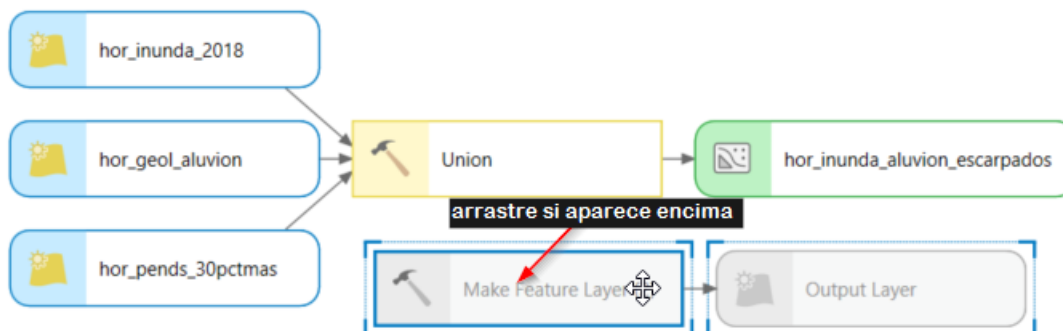 hor_inunda_2018
hor_geol_aluvion
Union
hor_inunda_aluvion_escarpados
arrastre si aparece encima
hor_pends_30pctmas
Make Feature Layer
Output Layer